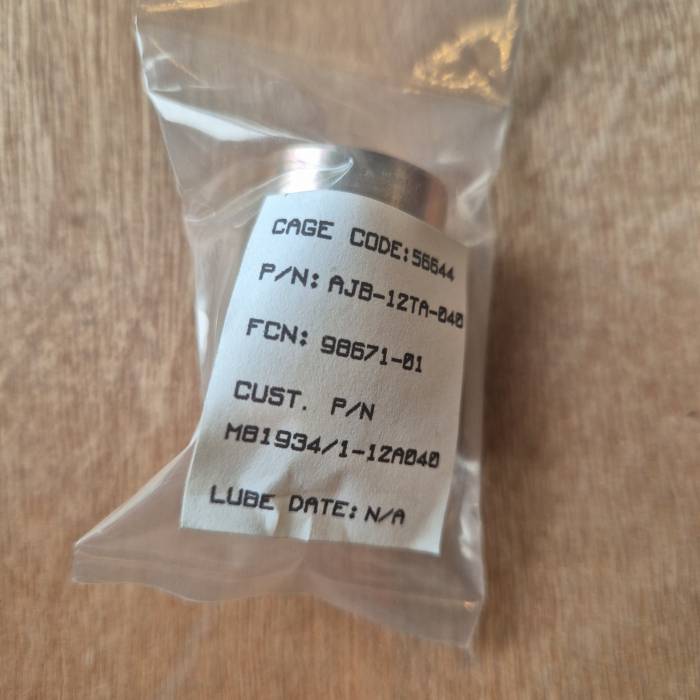 CAGE CODE: 56644
P/N: AJB-12TA-040
FCN: 98671-01
CUST. P/N
M81934/1-12A040
LUBE DATE: N/A